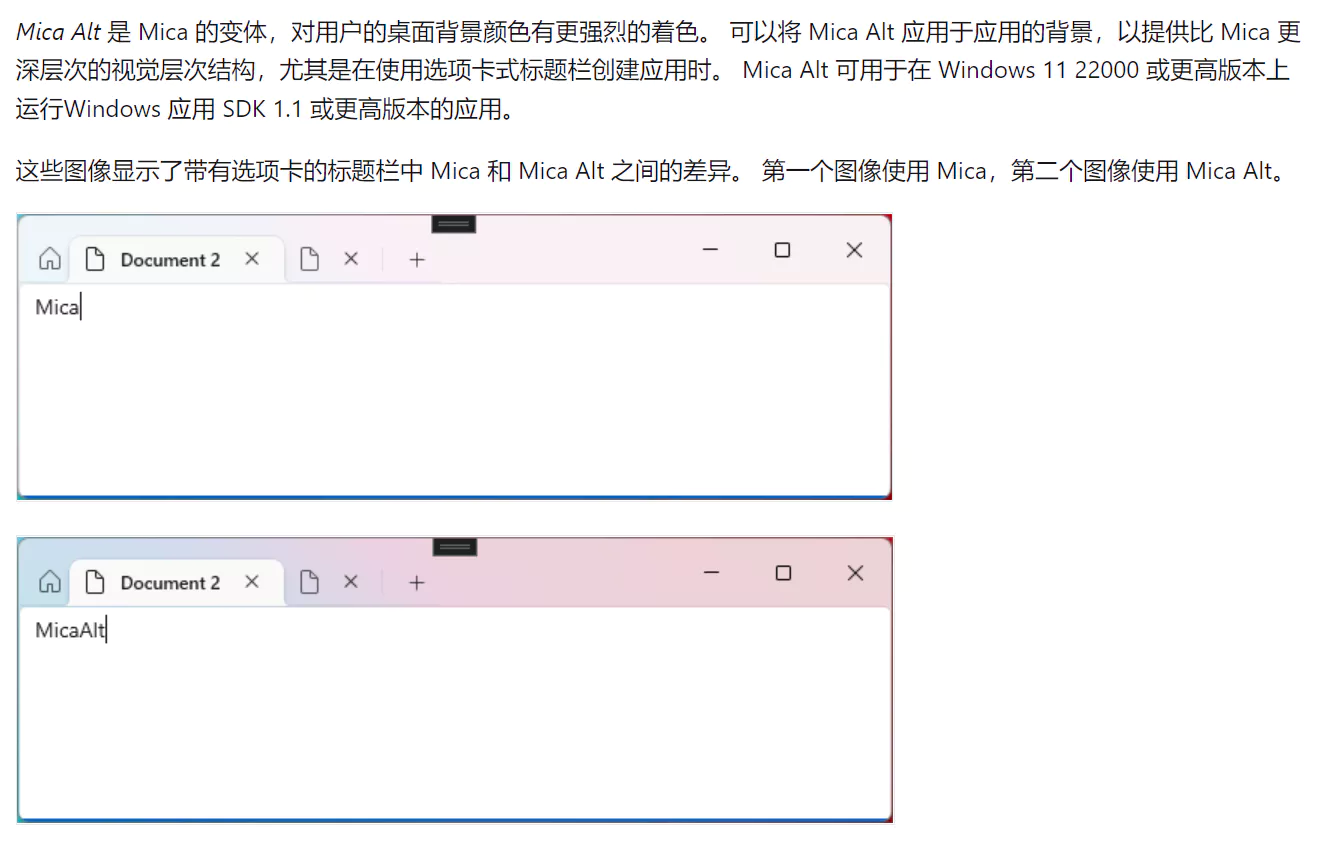 Mica Alt 是 Mica 的变体，对用户的桌面背景颜色有更强烈的着色。 可以将 Mica Alt 应用于应用的背景，以提供比 Mica 更
深层次的视觉层次结构，尤其是在使用选项卡式标题栏创建应用时。 Mica Alt 可用于在 Windows 11 22000 或更高版本上
运行Windows 应用 SDK 1.1 或更高版本的应用。
这些图像显示了带有选项卡的标题栏中 Mica 和 Mica Alt 之间的差异。 第一个图像使用 Mica，第二个图像使用 Mica Alt。
Document 2
Mica
Document 2
MicaAlt